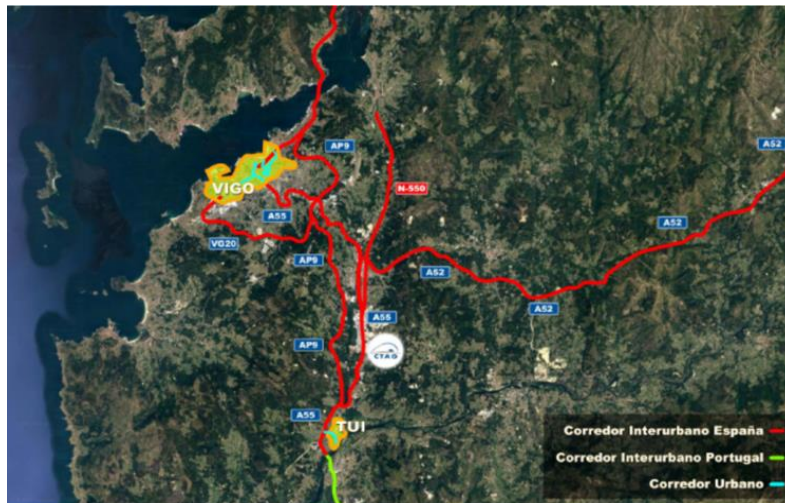 A52
AP9
N-550
VIGO
A55
A52
VG20
AP9
A52
A52
A55
AP9
CTAG
A55
TUI
Corredor Interurbano España
Corredor Interurbano Portugal
Corredor Urbano